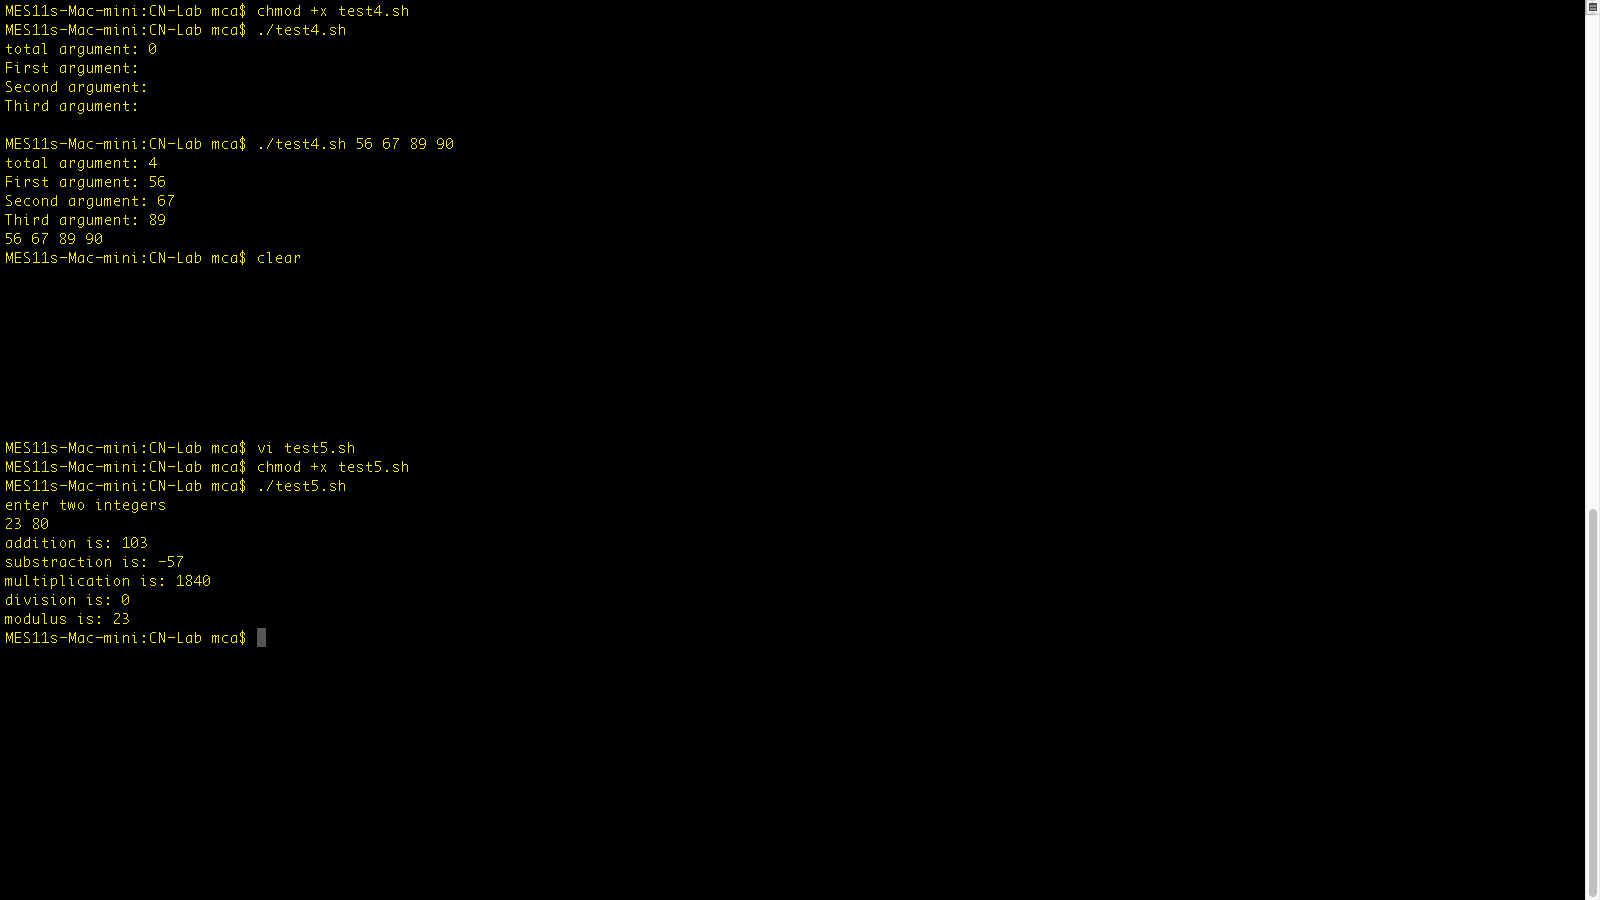 MES11s-Mac-mini:CN-Lab mca$ chmod +x test4.sh
MES11s-Mac-mini:CN-Lab mca$ ./test4.sh
total argument: 0
First argument:
Second argument:
Third argument:
MES11s-Mac-mini:CN-Lab mca$ ./test4.sh 56 67 89 90
total argument: 4
First argument: 56
Second argument: 67
Third argument: 89
56 67 89 90
MES11s-Mac-mini:CN-Lab mca$ clear
MES11s-Mac-mini:CN-Lab mca$ vi test5.sh
MES11s-Mac-mini:CN-Lab mca$ chmod +x test5.sh
MES11s-Mac-mini:CN-Lab mca$ ./test5.sh
enter two integers
23 80
addition is: 103
substraction is: -57
multiplication is: 1840
division is: 0
modulus is: 23
MES11s-Mac-mini:CN-Lab mca$